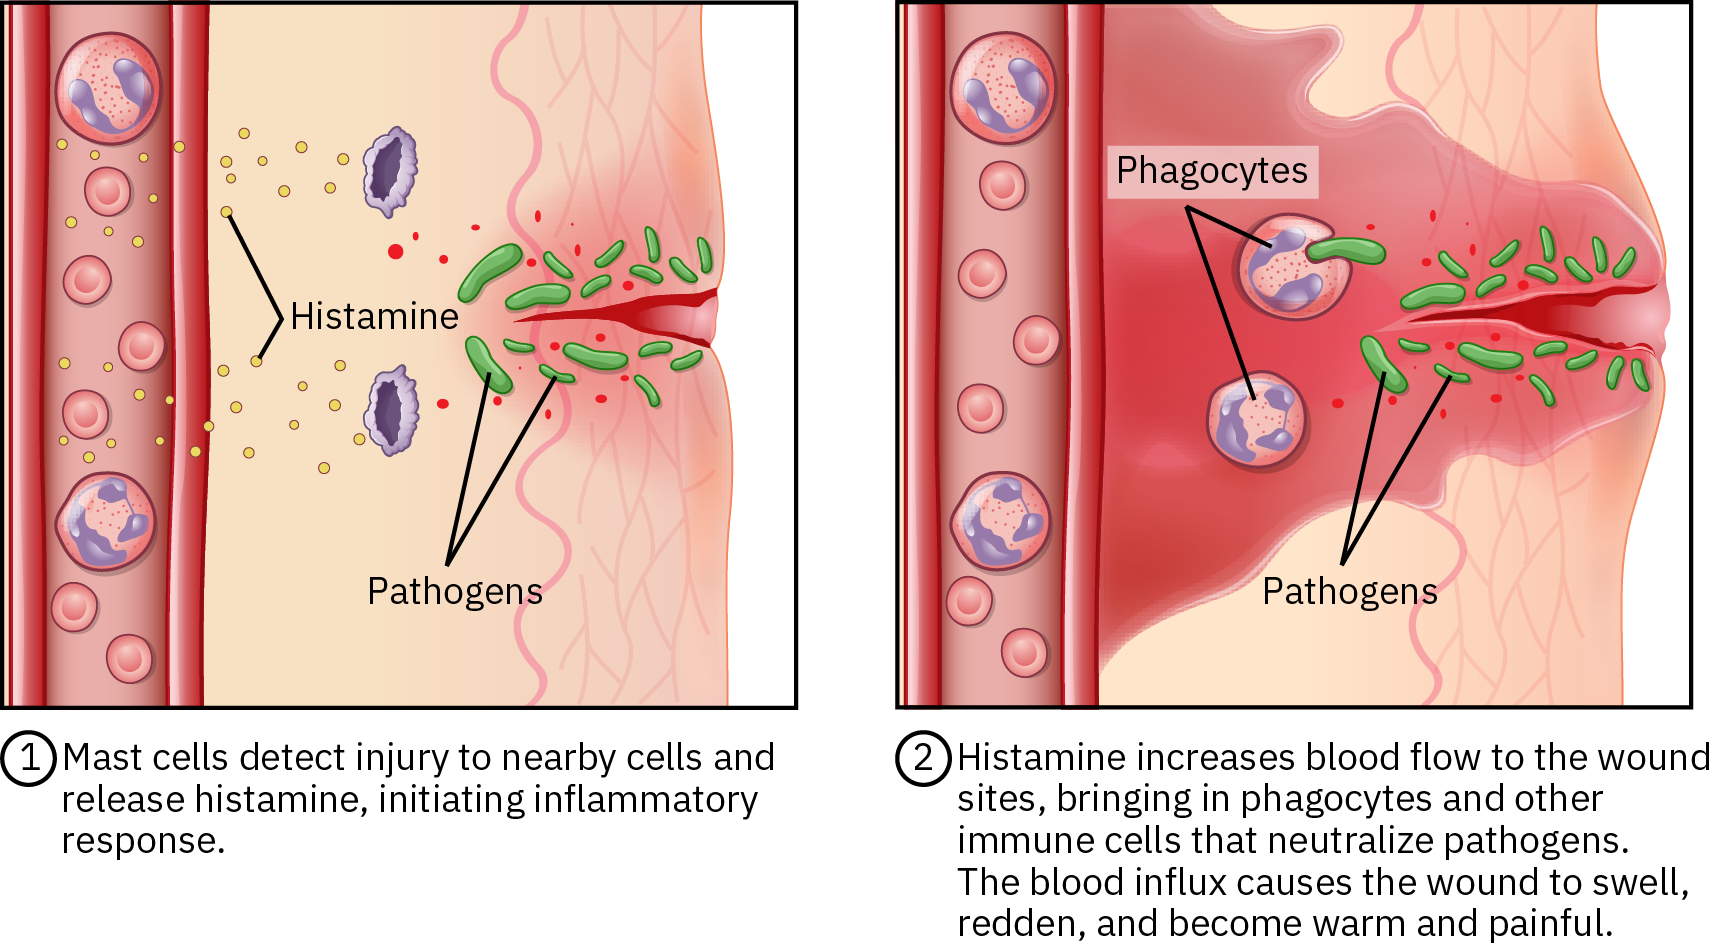 Histamine
Pathogens
Phagocytes
Pathogens
1 Mast cells detect injury to nearby cells and
release histamine, initiating inflammatory
response.
2 Histamine increases blood flow to the wound
sites, bringing in phagocytes and other
immune cells that neutralize pathogens.
The blood influx causes the wound to swell,
redden, and become warm and painful.